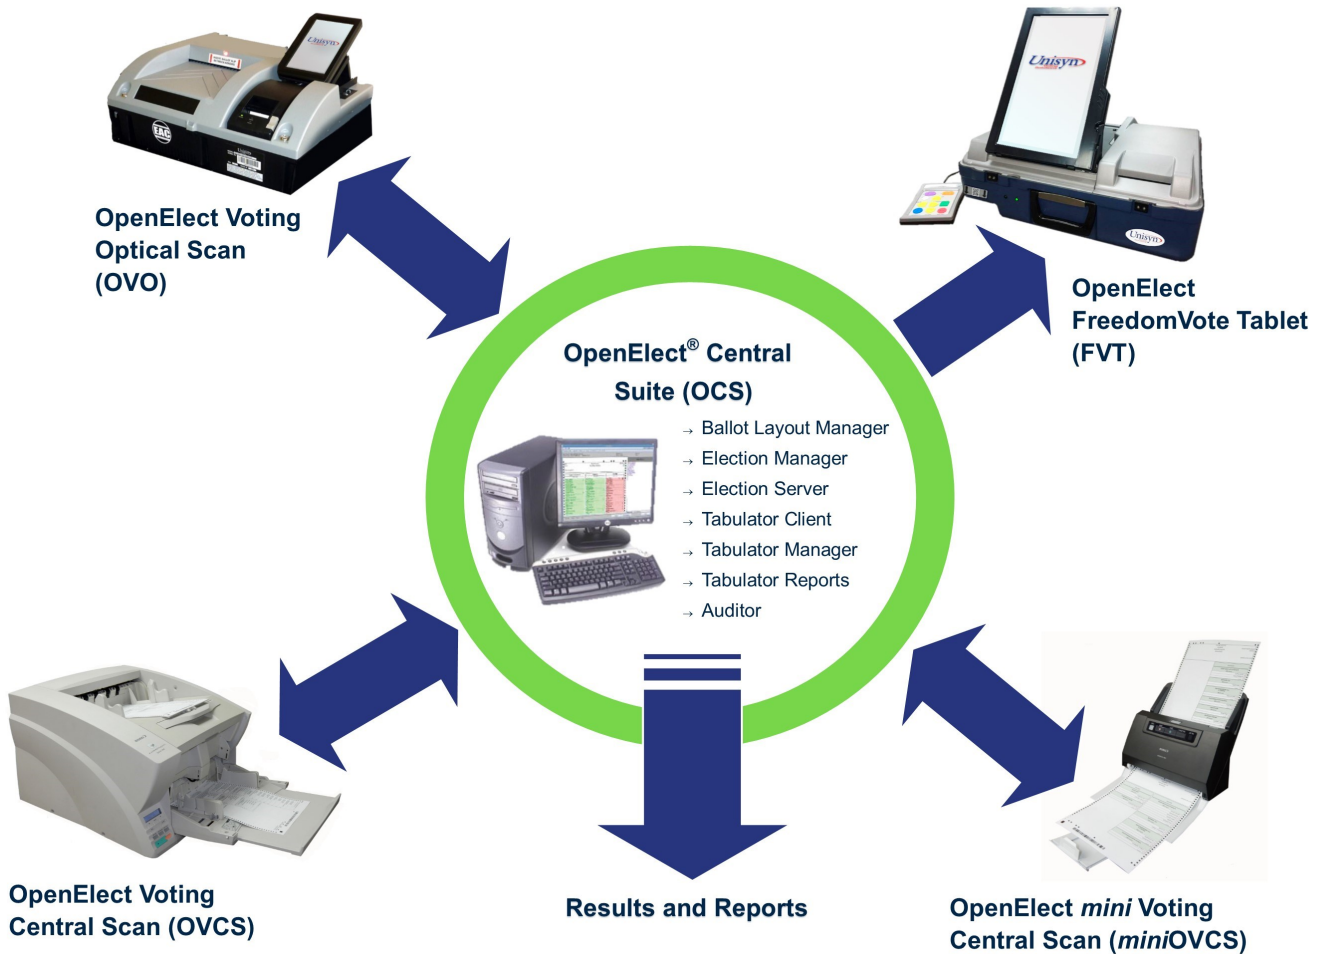 Unisyn
EAC
OpenElect Voting
Optical Scan
(OVO)
Unisyn
Unisyn
OpenElect
FreedomVote Tablet
(FVT)
OpenElect® Central
Suite (OCS)
→ Ballot Layout Manager
→ Election Manager
→ Election Server
→ Tabulator Client
→ Tabulator Manager
→ Tabulator Reports
→ Auditor
OpenElect Voting
Central Scan (OVCS)
Results and Reports
OpenElect mini Voting
Central Scan (miniOVCS)